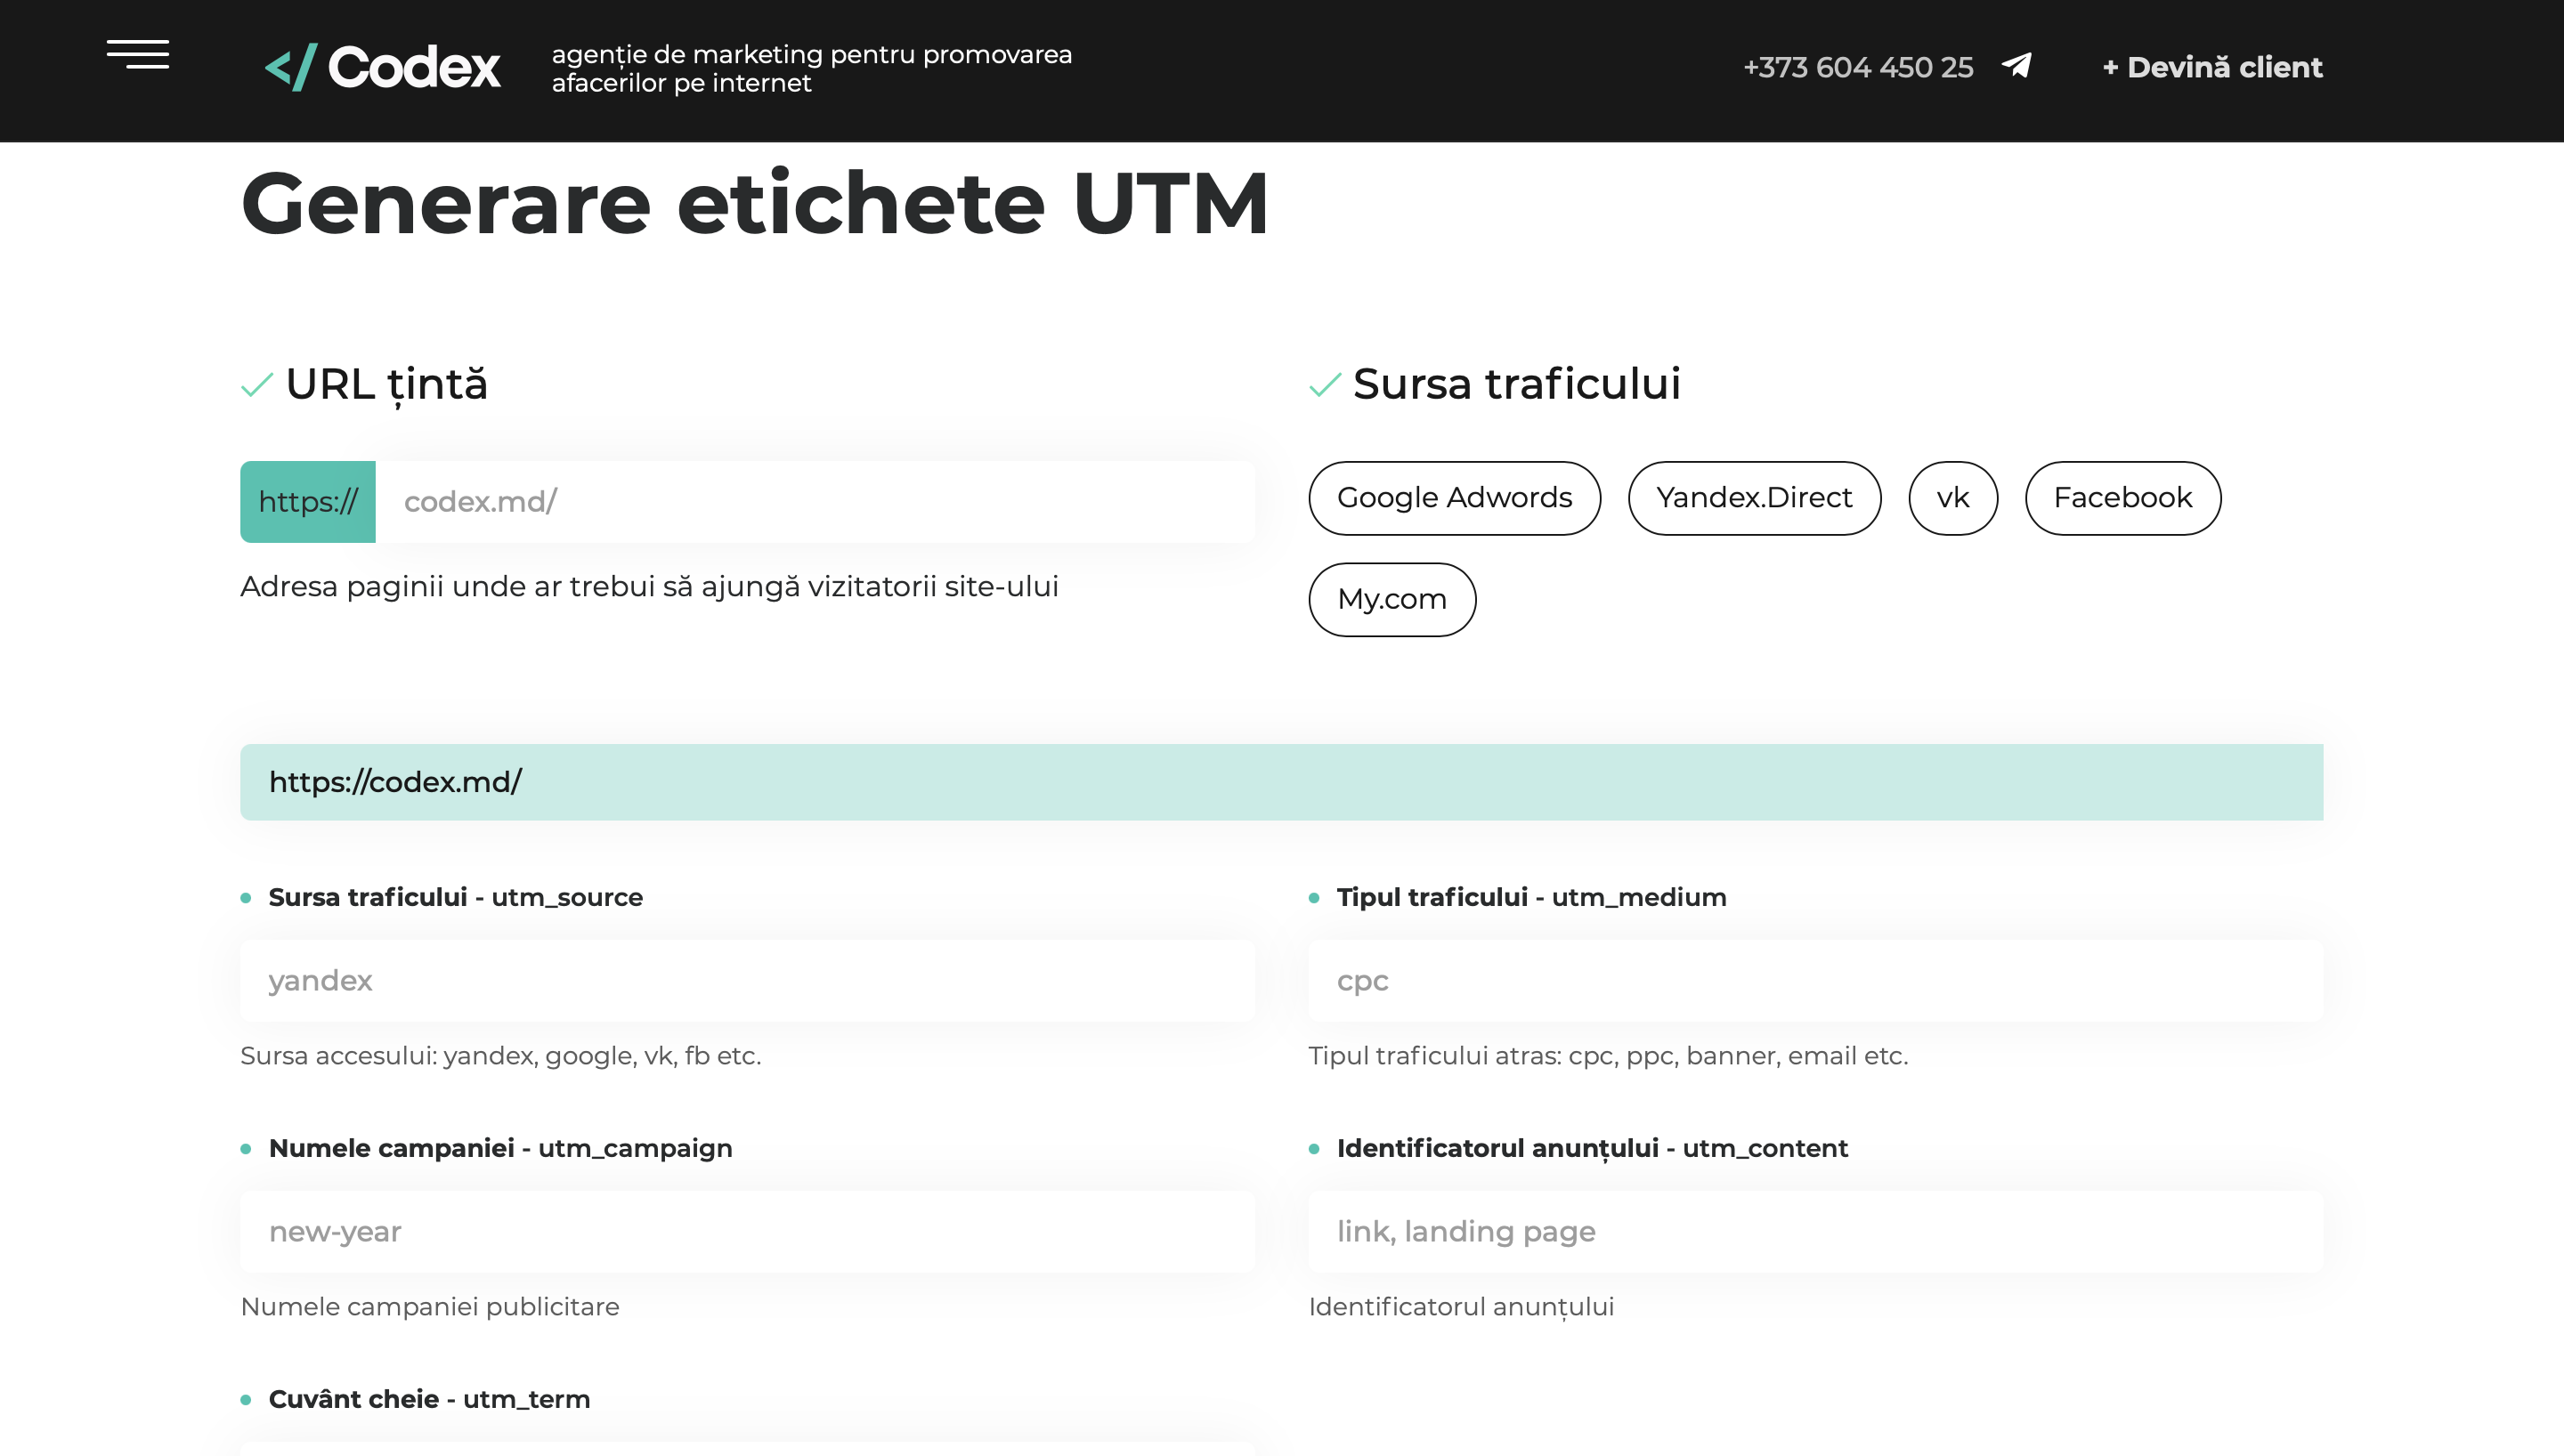 </ Codex
agenție de marketing pentru promovarea
afacerilor pe internet
+373 604 450 25
+ Devină client
Generare etichete UTM
URL țintă
https://
codex.md/
Adresa paginii unde ar trebui să ajungă vizitatorii site-ului
Sursa traficului
Google Adwords
Yandex.Direct
vk
Facebook
My.com
https://codex.md/
Sursa traficului - utm_source
yandex
Sursa accesului: yandex, google, vk, fb etc.
Tipul traficului - utm_medium
cpc
Tipul traficului atras: cpc, ppc, banner, email etc.
Numele campaniei - utm_campaign
new-year
Numele campaniei publicitare
Identificatorul anunțului - utm_content
link, landing page
Identificatorul anunțului
Cuvânt cheie - utm_term